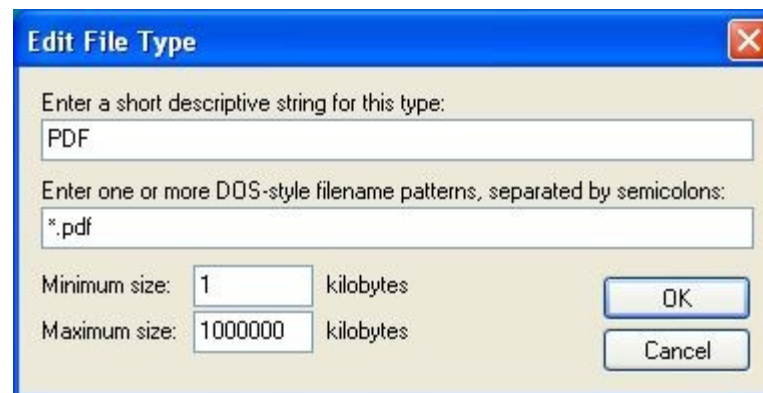 Edit File Type
Enter a short descriptive string for this type:
PDF
Enter one or more DOS-style filename patterns, separated by semicolons:
*.pdf
Minimum size: 1 kilobytes
OK
Maximum size: 1000000 kilobytes
Cancel